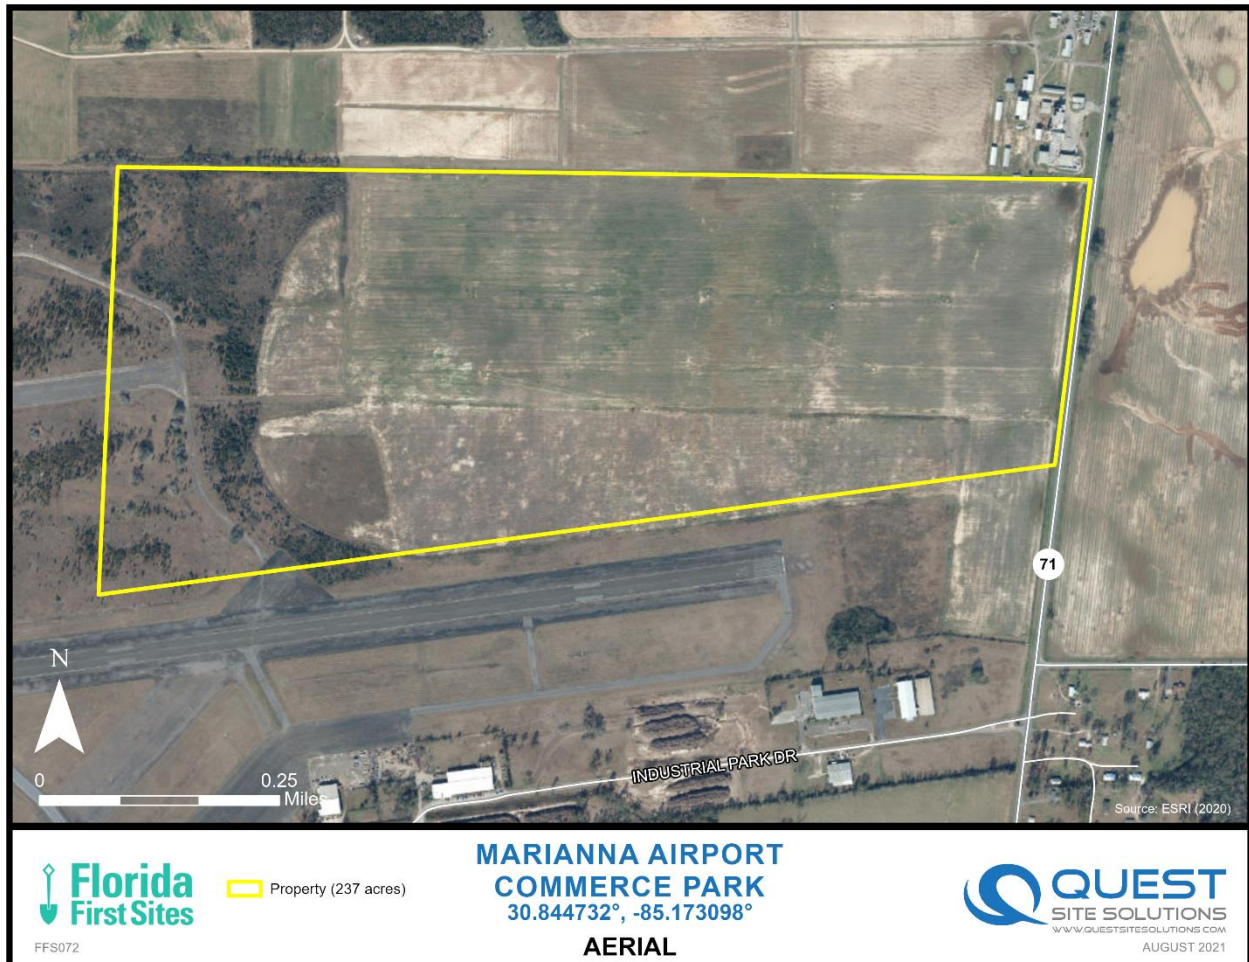 71
N
0
0.25
Miles
INDUSTRIAL PARK DR
Source: ESRI (2020)
Florida
First Sites
FFS072
Property (237 acres)
MARIANNA AIRPORT
COMMERCE PARK
30.844732°, -85.173098°
AERIAL
QUEST
SITE SOLUTIONS
WWW.QUESTSITESOLUTIONS.COM
AUGUST 2021